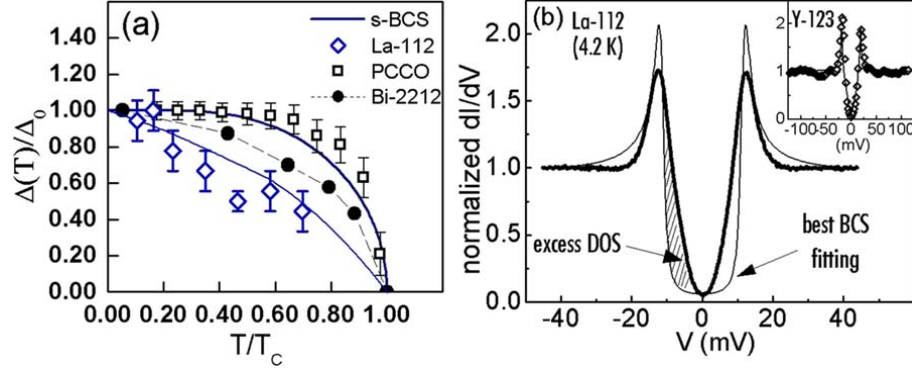 (a)
s-BCS
La-112
PCCO
Bi-2212
1.40
1.20
1.00
0.80
0.60
0.40
0.20
0.00
Δ(T)/Δ0
0.00 0.20 0.40 0.60 0.80 1.00
T/TC
(b)
La-112
(4.2 K)
Y-123
2
1
0
-100 -50 0 50 100
(mV)
2.0
1.5
1.0
0.5
0.0
normalized dI/dV
excess DOS
best BCS
fitting
-40 -20 0 20 40
V (mV)